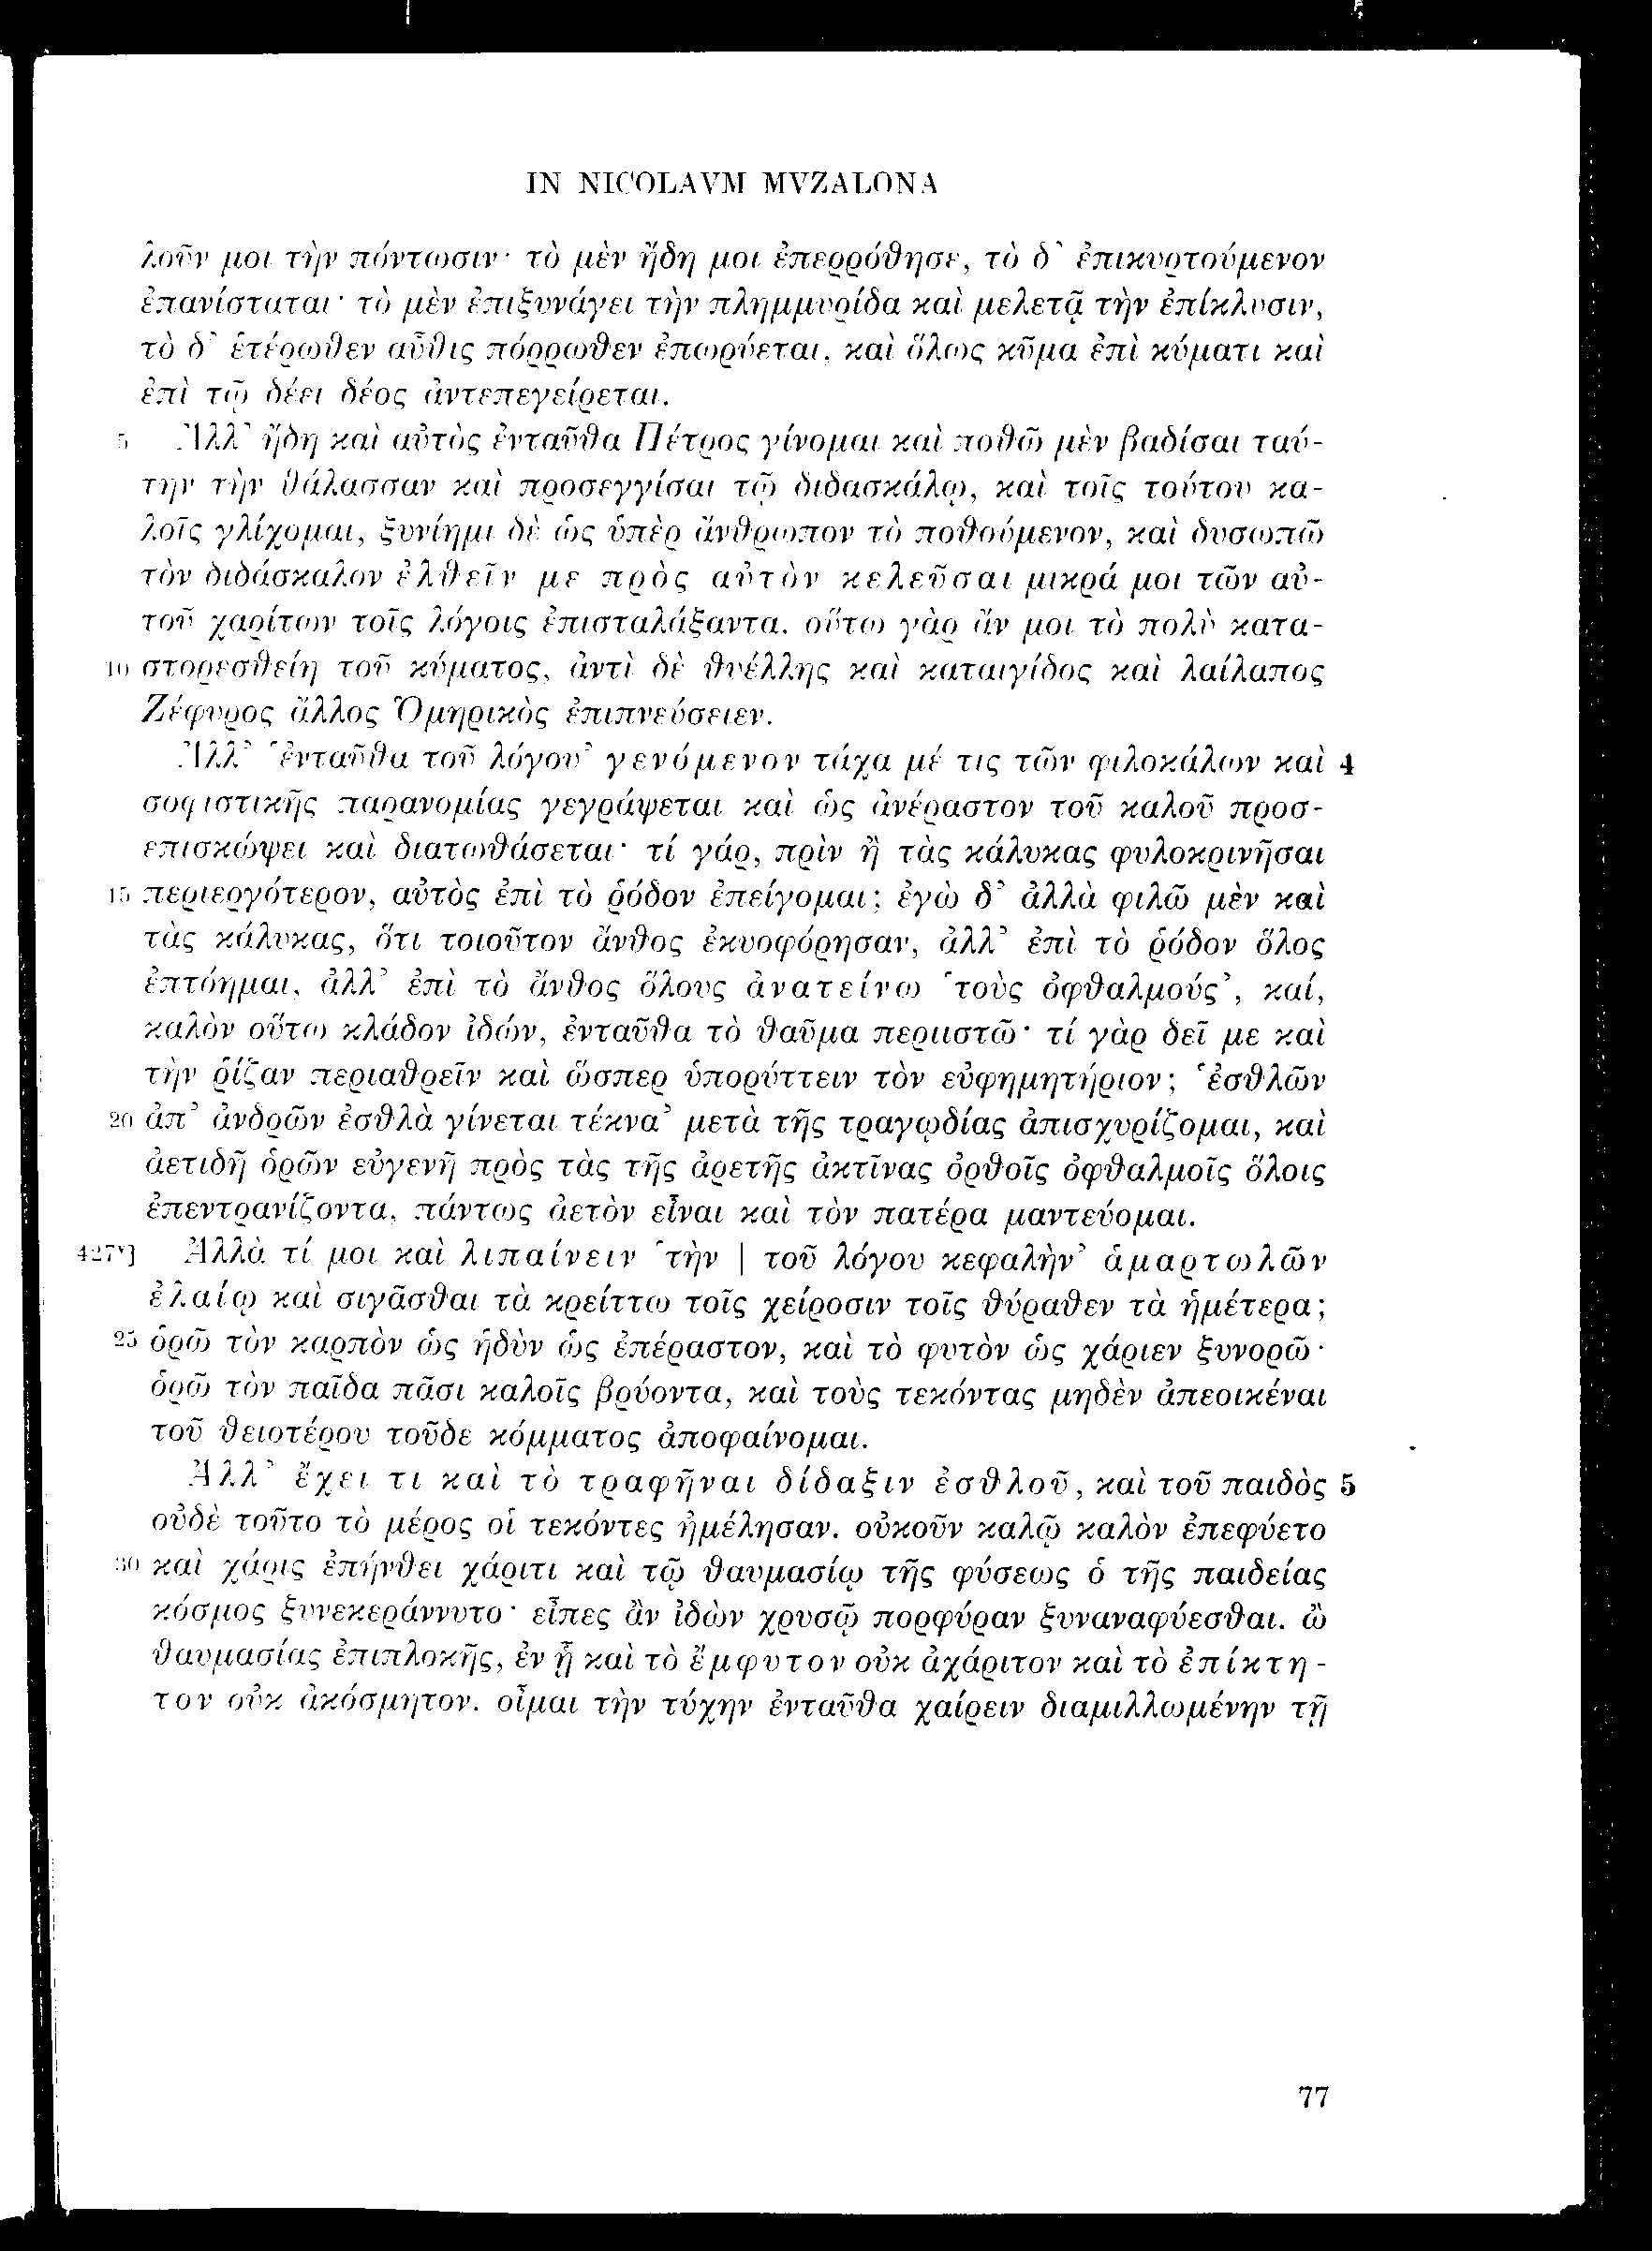 IN NICOLAVM MVZALONA
λοῦν μοι τὴν πόντωσιν· τὸ μὲν ἤδη μοι ἐπερρόθησε, τὸ δ᾽ ἐπικυρτούμενον
ἐπανίσταται· τὸ μὲν ἐπιξυνάγει τὴν πλημμυρίδα καὶ μελετᾷ τὴν ἐπίκλυσιν,
τὸ δ᾽ ἑτέρωθεν αὖθις πόρρωθεν ἐπωρύεται, καὶ ὅλως κῦμα ἐπὶ κύματι καὶ
ἐπὶ τῷ δέει δέος ἀντεπεγείρεται.
5 Ἀλλ᾽ ἤδη καὶ αὐτὸς ἐνταῦθα Πέτρος γίνομαι καὶ ποθῶ μὲν βαδίσαι ταύ-
την τὴν θάλασσαν καὶ προσεγγίσαι τῷ διδασκάλῳ, καὶ τοῖς τούτου κα-
λοῖς γλίχομαι, ξυνίημι δὲ ὡς ὑπὲρ ἄνθρωπον τὸ ποθούμενον, καὶ δυσωπῶ
τὸν διδάσκαλον ἐλθεῖν με πρὸς αὐτὸν κελεῦσαι μικρά μοι τῶν αὐ-
τοῦ χαρίτων τοῖς λόγοις ἐπισταλάξαντα. οὕτω γὰρ ἄν μοι τὸ πολὺ κατα-
10 στορεσθείη τοῦ κύματος, ἀντὶ δὲ θυέλλης καὶ καταιγίδος καὶ λαίλαπος
Ζέφυρος ἄλλος Ὁμηρικὸς ἐπιπνεύσειεν.
Ἀλλ᾽ ‘ἐνταῦθα τοῦ λόγου’ γενόμενον τάχα μέ τις τῶν φιλοκάλων καὶ 4
σοφιστικῆς παρανομίας γεγράψεται καὶ ὡς ἀνέραστον τοῦ καλοῦ προσ-
επισκώψει καὶ διατωθάσεται· τί γάρ, πρὶν ἢ τὰς κάλυκας φυλοκρινῆσαι
15 περιεργότερον, αὐτὸς ἐπὶ τὸ ῥόδον ἐπείγομαι; ἐγὼ δ᾽ ἀλλὰ φιλῶ μὲν καὶ
τὰς κάλυκας, ὅτι τοιοῦτον ἄνθος ἐκυοφόρησαν, ἀλλ᾽ ἐπὶ τὸ ῥόδον ὅλος
ἐπτόημαι, ἀλλ᾽ ἐπὶ τὸ ἄνθος ὅλους ἀνατείνω ‘τοὺς ὀφθαλμούς’, καί,
καλὸν οὕτω κλάδον ἰδών, ἐνταῦθα τὸ θαῦμα περιιστῶ· τί γὰρ δεῖ με καὶ
τὴν ῥίζαν περιαθρεῖν καὶ ὥσπερ ὑπορύττειν τὸν εὐφημητήριον; ‘ἐσθλῶν
20 ἀπ᾽ ἀνδρῶν ἐσθλὰ γίνεται τέκνα’ μετὰ τῆς τραγῳδίας ἀπισχυρίζομαι, καὶ
ἀετιδῆ ὁρῶν εὐγενῆ πρὸς τὰς τῆς ἀρετῆς ἀκτῖνας ὀρθοῖς ὀφθαλμοῖς ὅλοις
ἐπεντρανίζοντα, πάντως ἀετὸν εἶναι καὶ τὸν πατέρα μαντεύομαι.
427ᵛ] Ἀλλὰ τί μοι καὶ λιπαίνειν ‘τὴν | τοῦ λόγου κεφαλὴν’ ἁμαρτωλῶν
ἐλαίῳ καὶ σιγᾶσθαι τὰ κρείττω τοῖς χείροσιν τοῖς θύραθεν τὰ ἡμέτερα;
25 ὁρῶ τὸν καρπὸν ὡς ἡδὺν ὡς ἐπέραστον, καὶ τὸ φυτὸν ὡς χάριεν ξυνορῶ·
ὁρῶ τὸν παῖδα πᾶσι καλοῖς βρύοντα, καὶ τοὺς τεκόντας μηδὲν ἀπεοικέναι
τοῦ θειοτέρου τοῦδε κόμματος ἀποφαίνομαι.
Ἀλλ᾽ ἔχει τι καὶ τὸ τραφῆναι δίδαξιν ἐσθλοῦ, καὶ τοῦ παιδὸς 5
οὐδὲ τοῦτο τὸ μέρος οἱ τεκόντες ἠμέλησαν. οὐκοῦν καλῷ καλὸν ἐπεφύετο
30 καὶ χάρις ἐπήνθει χάριτι καὶ τῷ θαυμασίῳ τῆς φύσεως ὁ τῆς παιδείας
κόσμος ξυνεκεράννυτο· εἶπες ἂν ἰδὼν χρυσῷ πορφύραν ξυναναφύεσθαι. ὢ
θαυμασίας ἐπιπλοκῆς, ἐν ᾗ καὶ τὸ ἔμφυτον οὐκ ἀχάριτον καὶ τὸ ἐπίκτη-
τον οὐκ ἀκόσμητον. οἶμαι τὴν τύχην ἐνταῦθα χαίρειν διαμιλλωμένην τῇ
77